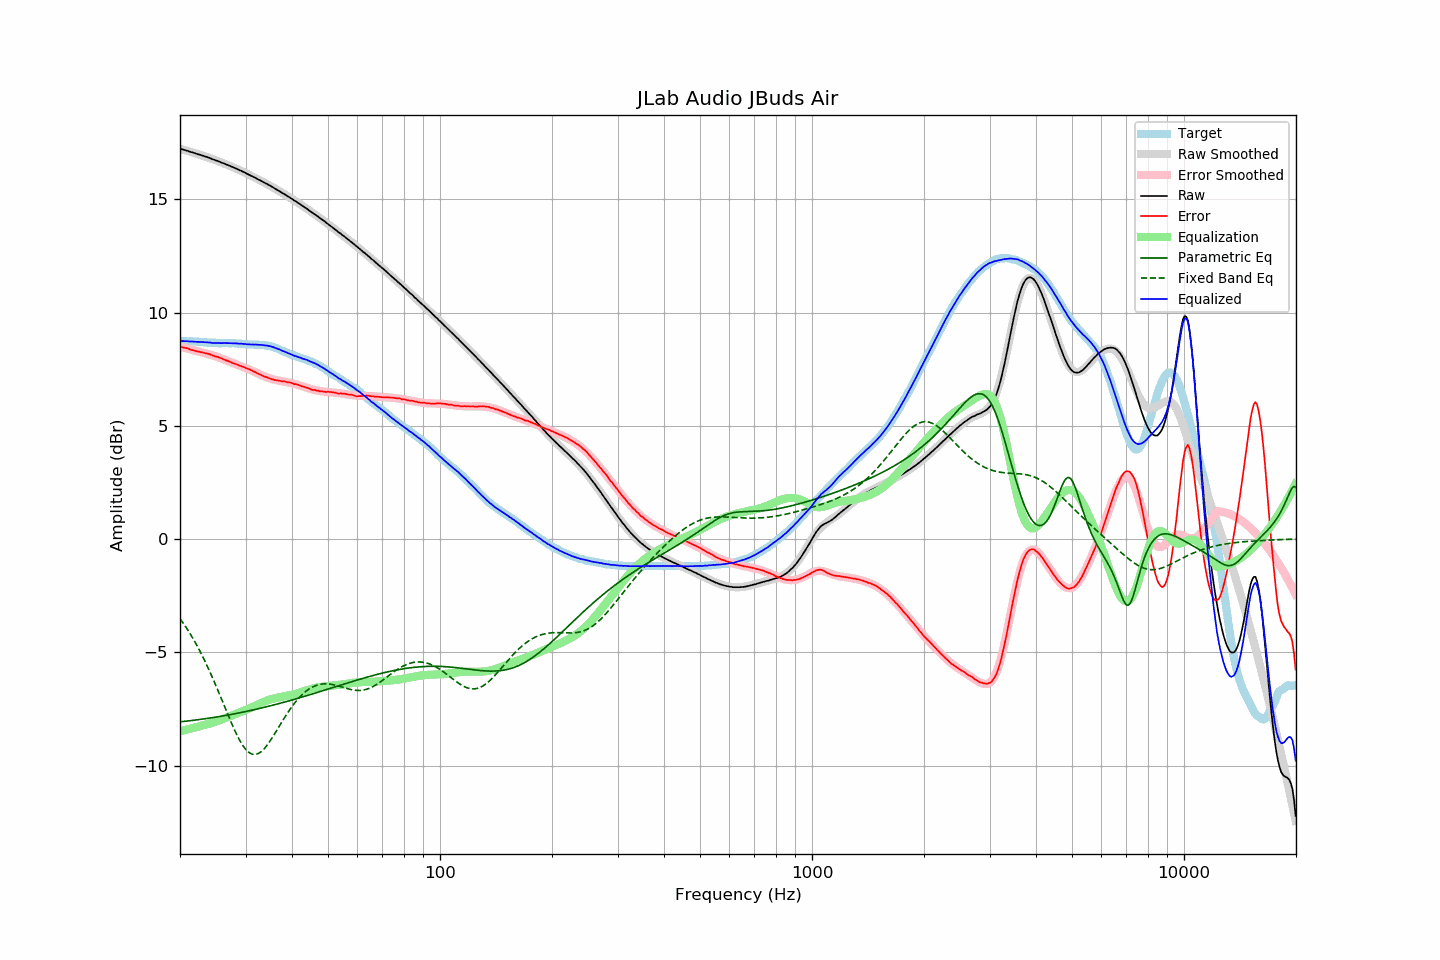 JLab Audio JBuds Air
Target
Raw Smoothed
Error Smoothed
Raw
Error
Equalization
Parametric Eq
Fixed Band Eq
Equalized
15
10
5
0
−5
−10
Amplitude (dBr)
100
1000
10000
Frequency (Hz)